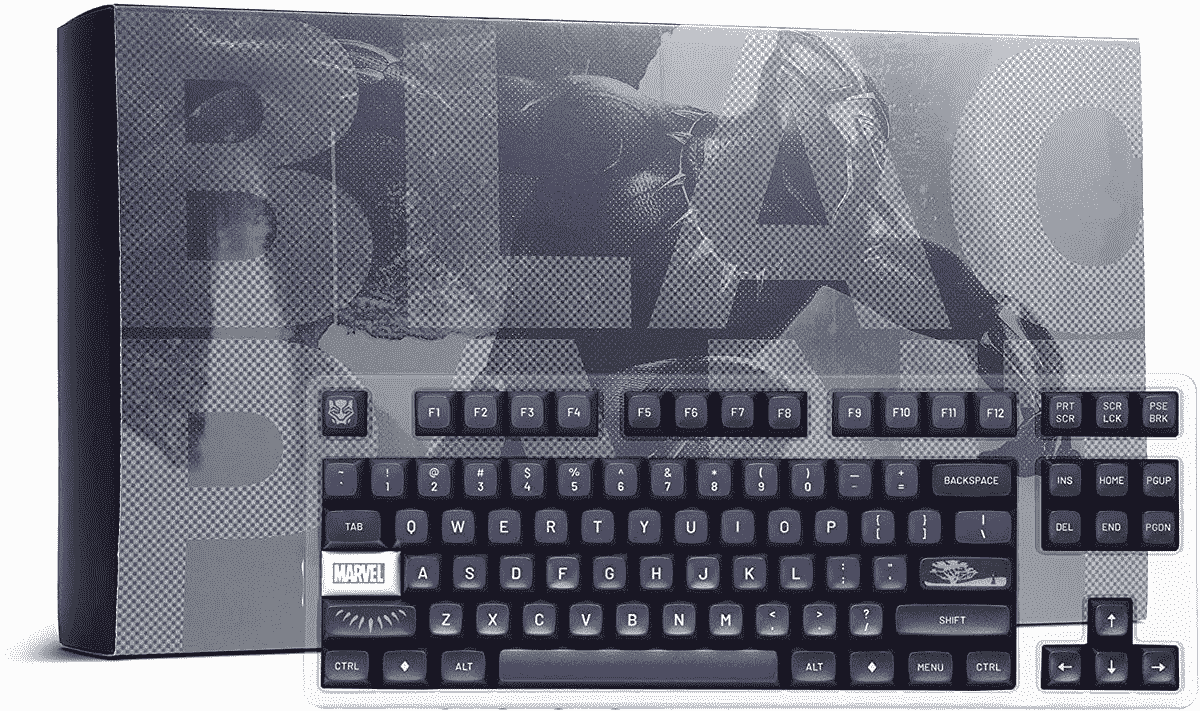 BLAC
F1 F2 F3 F4 F5 F6 F7 F8 F9 F10 F11 F12 PRT SCR SCR LCK PSE BRK
~ ! @ # $ % ^ & * ( ) — +
` 1 2 3 4 5 6 7 8 9 0 - = BACKSPACE INS HOME PGUP
TAB Q W E R T Y U I O P { [ } ] | \ DEL END PGDN
MARVEL A S D F G H J K L : ; " '
Z X C V B N M < , > . ? / SHIFT
CTRL ALT ALT MENU CTRL
↑
← ↓ →